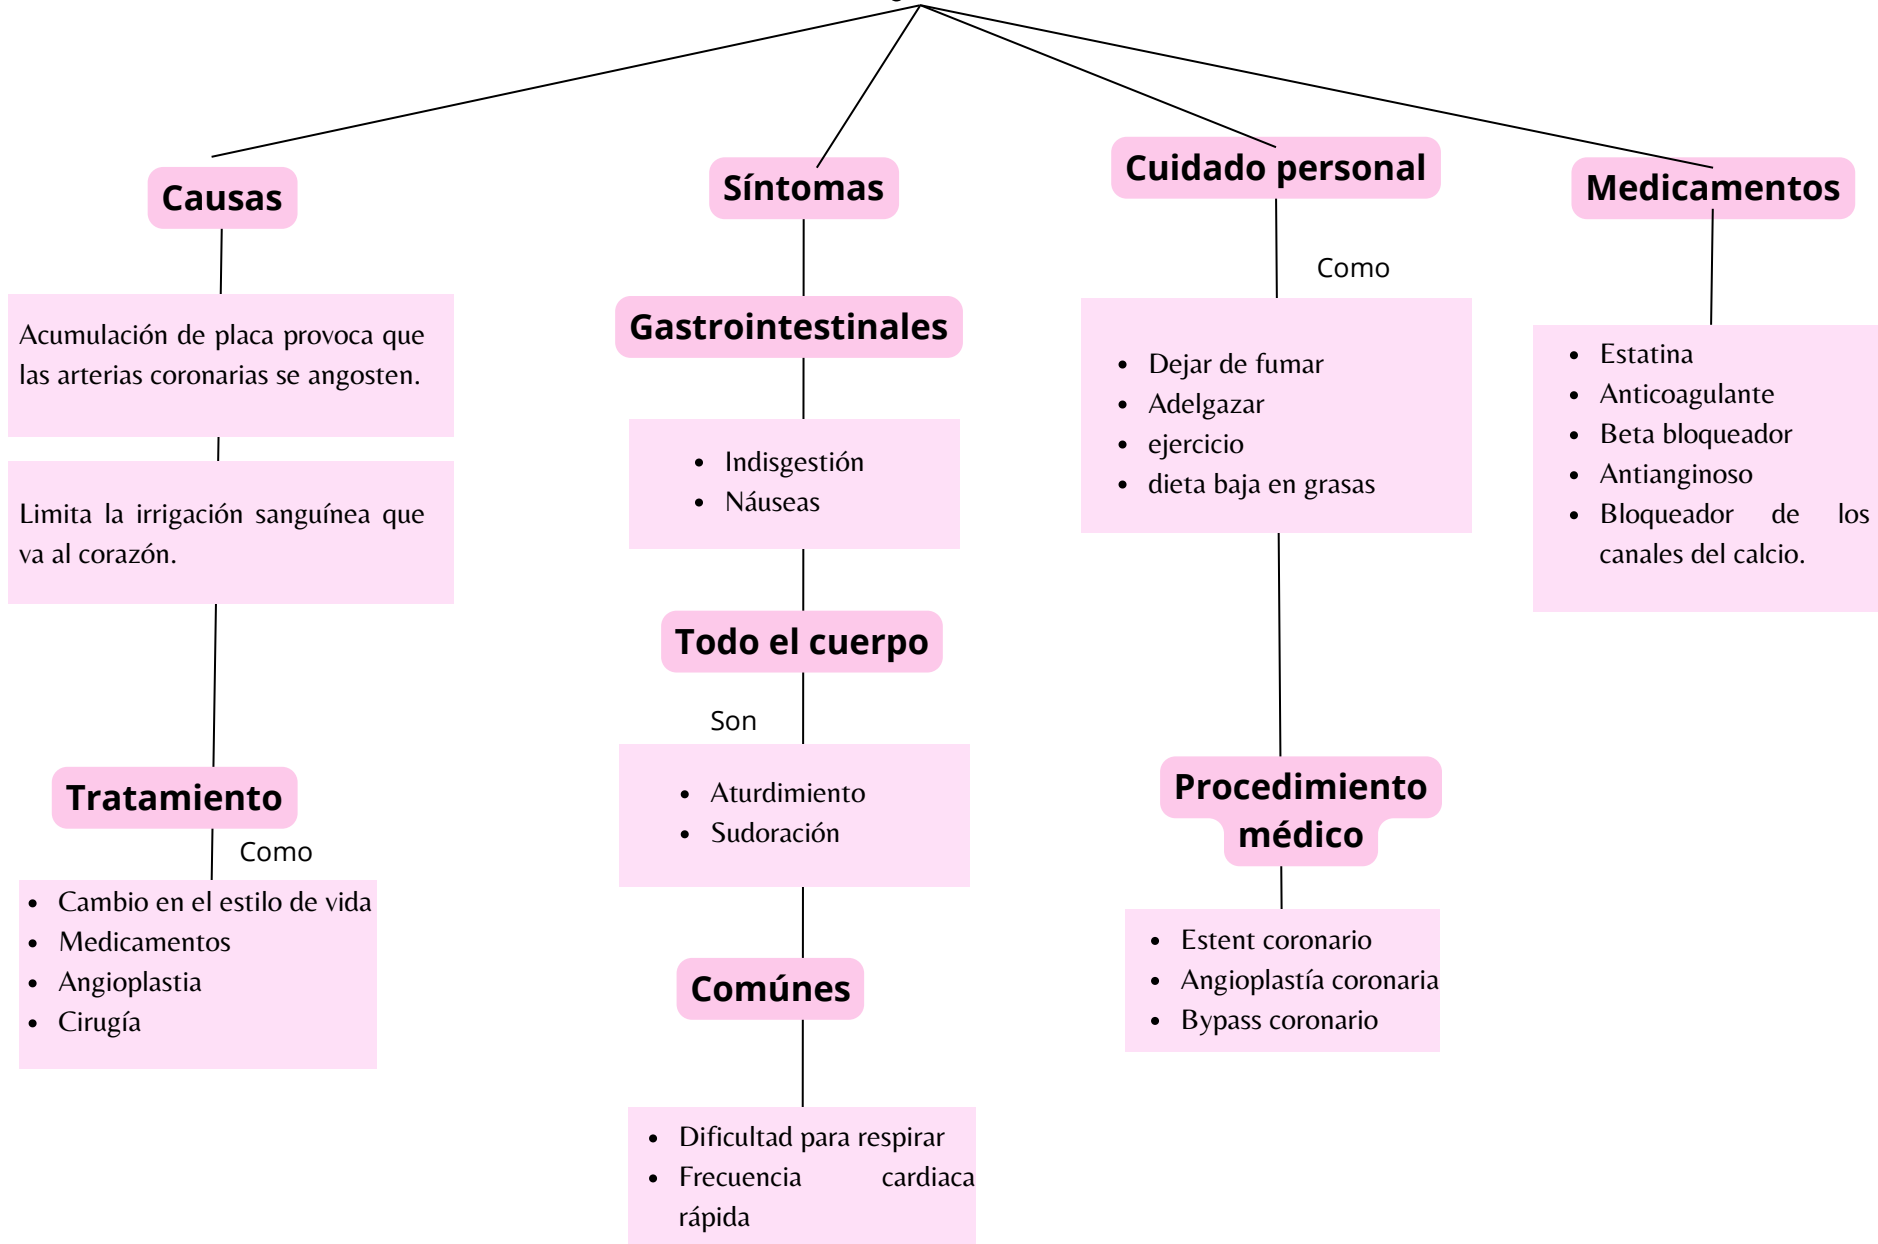 Causas
Acumulación de placa provoca que
las arterias coronarias se angosten.
Limita la irrigación sanguínea que
va al corazón.
Tratamiento
Como
Cambio en el estilo de vida
Medicamentos
Angioplastia
Cirugía
Síntomas
Gastrointestinales
Indisgestión
Náuseas
Todo el cuerpo
Son
Aturdimiento
Sudoración
Comúnes
Dificultad para respirar
Frecuencia cardiaca
rápida
Cuidado personal
Como
Dejar de fumar
Adelgazar
ejercicio
dieta baja en grasas
Procedimiento
médico
Estent coronario
Angioplastía coronaria
Bypass coronario
Medicamentos
Estatina
Anticoagulante
Beta bloqueador
Antianginoso
Bloqueador de los
canales del calcio.